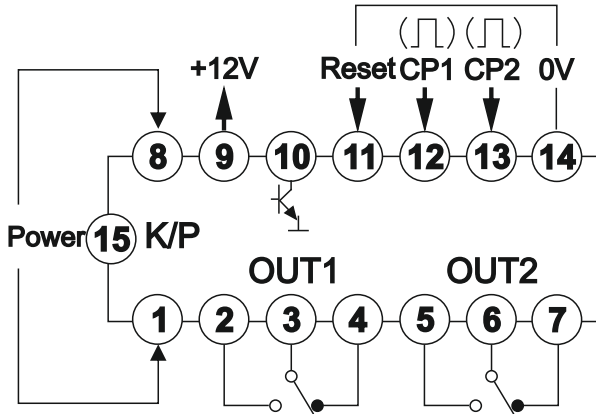 +12V
Reset CP1 CP2 0V
8 9 10 11 12 13 14
Power 15 K/P
OUT1 OUT2
1 2 3 4 5 6 7